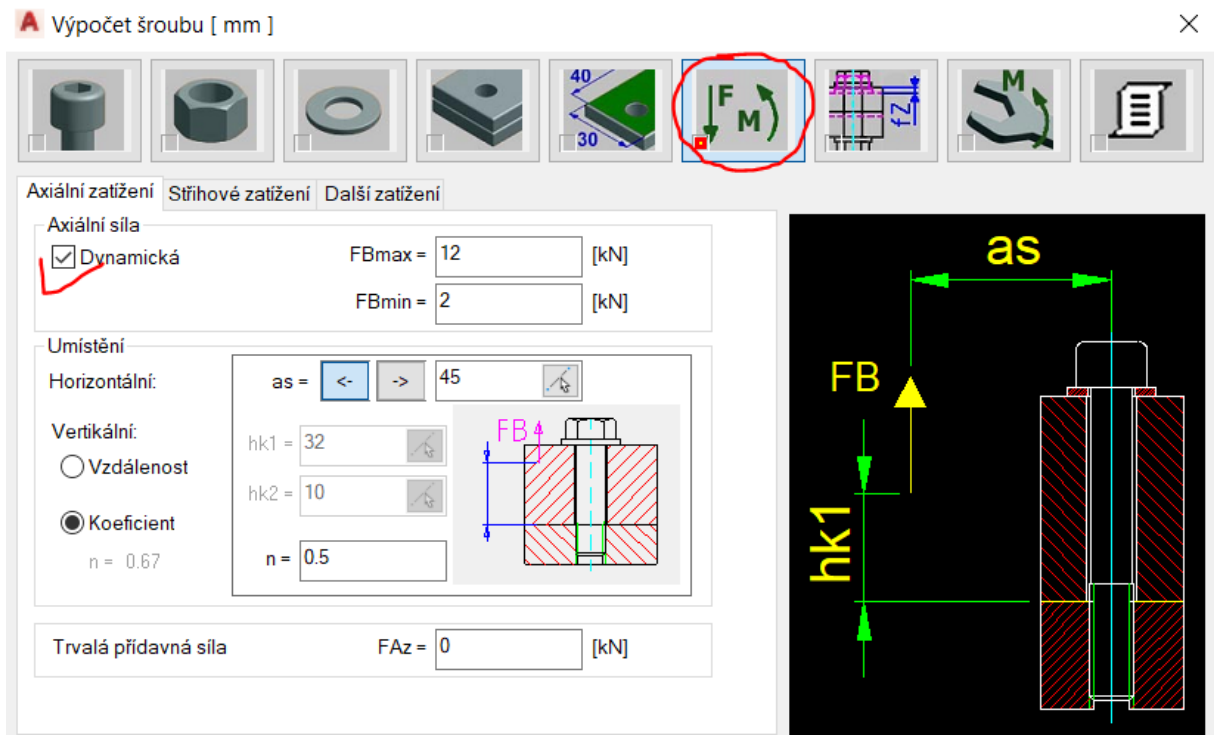 Výpočet šroubu [ mm ]
40
30
F
M
fZ
M
Axiální zatížení Střihové zatížení Další zatížení
Axiální síla
Dynamická FBmax = 12 [kN]
FBmin = 2 [kN]
Umístění
Horizontální: as = <- -> 45
Vertikální:
hk1 = 32
Vzdálenost
hk2 = 10
Koeficient
n = 0.67 n = 0.5
FB
Trvalá přídavná síla FAz = 0 [kN]
as
FB
hk1